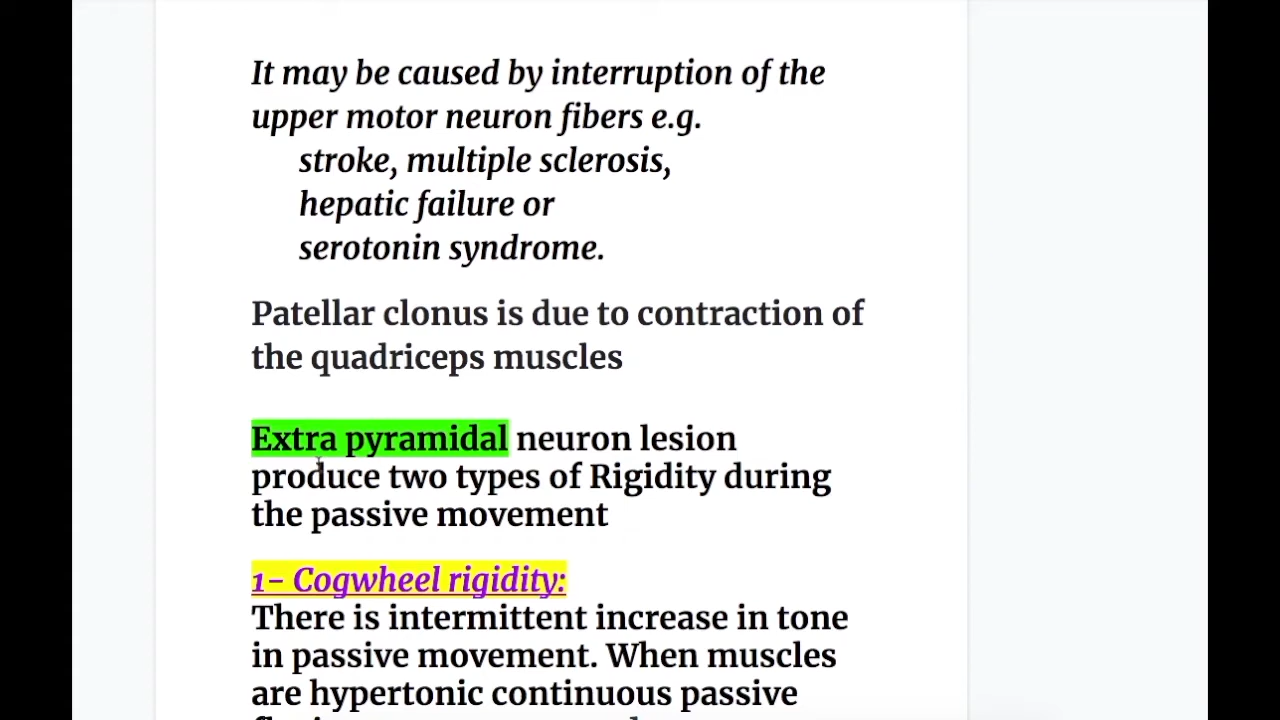 It may be caused by interruption of the
upper motor neuron fibers e.g.
stroke, multiple sclerosis,
hepatic failure or
serotonin syndrome.
Patellar clonus is due to contraction of
the quadriceps muscles
Extra pyramidal neuron lesion
produce two types of Rigidity during
the passive movement
1- Cogwheel rigidity:
There is intermittent increase in tone
in passive movement. When muscles
are hypertonic continuous passive